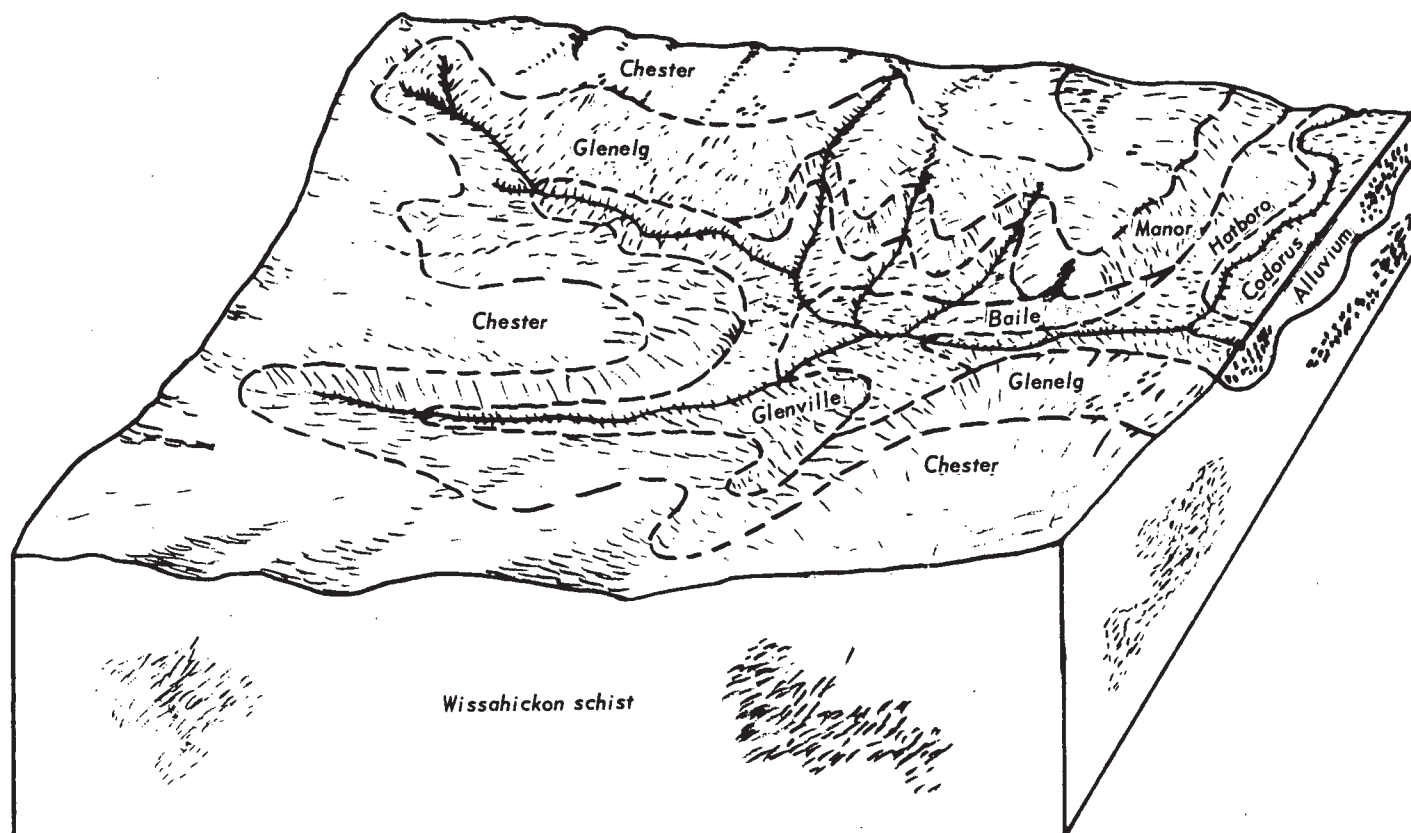 Chester
Glenelg
Manor
Hatboro
Codorus
Alluvium
Chester
Baile
Glenelg
Glenville
Chester
Wissahickon schist